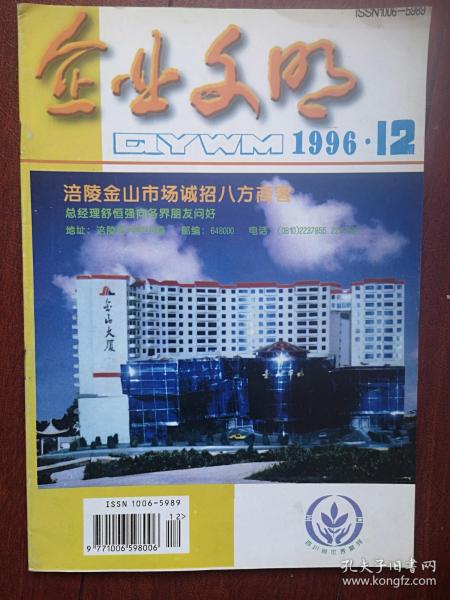 ISSN1006-5989
企业文明
QYWM 1996·12
涪陵金山市场诚招八方商客
总经理舒恒强向各界朋友问好
地址：涪陵 邮编：648000 电话：(0810)2237855
金山大厦
ISSN 1006-5989
12>
9 771006 598006
孔夫子旧书网
www.kongfz.com